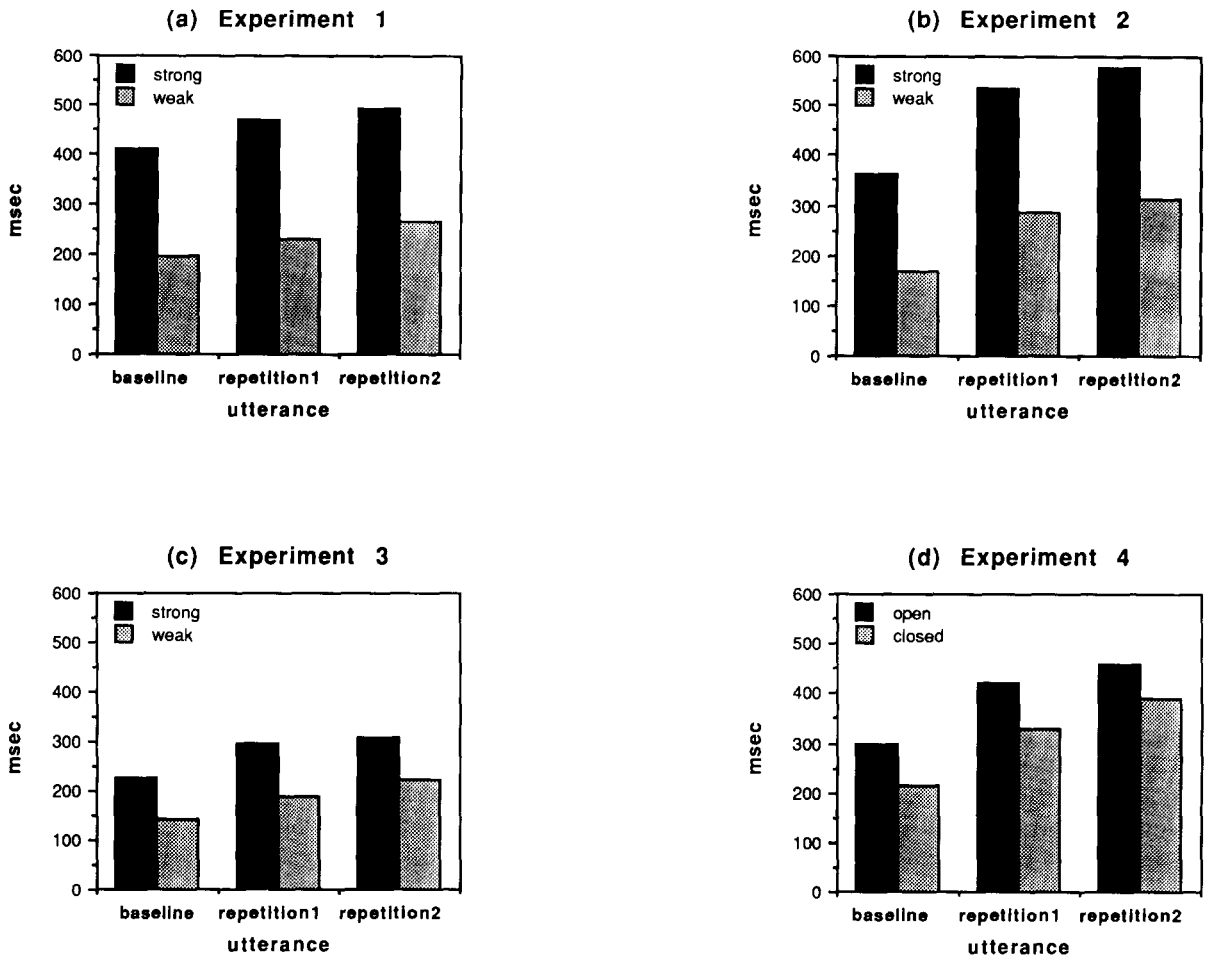 (a) Experiment 1
600
500
400
300
200
100
0
msec
strong
weak
baseline repetition1 repetition2
utterance
(b) Experiment 2
600
500
400
300
200
100
0
msec
strong
weak
baseline repetition1 repetition2
utterance
(c) Experiment 3
600
500
400
300
200
100
0
msec
strong
weak
baseline repetition1 repetition2
utterance
(d) Experiment 4
600
500
400
300
200
100
0
msec
open
closed
baseline repetition1 repetition2
utterance